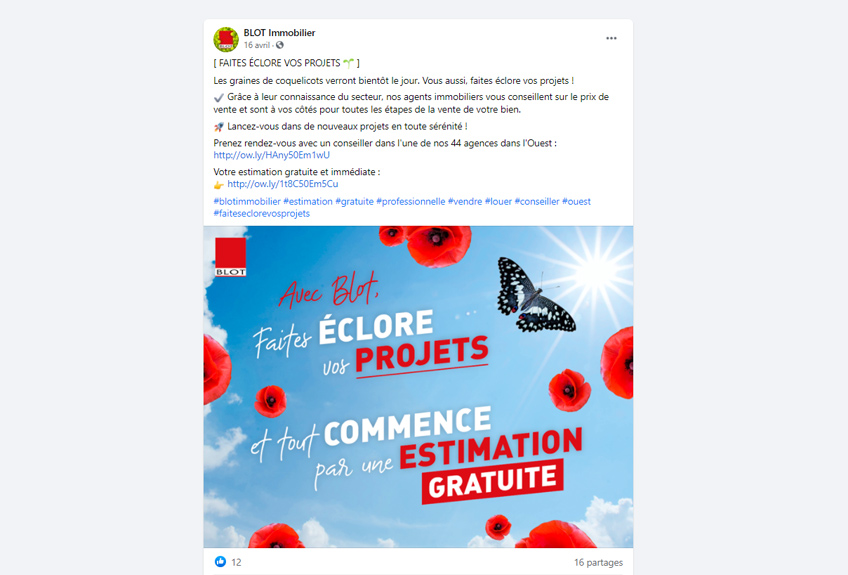 BLOT Immobilier
16 avril ·
[ FAITES ÉCLORE VOS PROJETS 🌱 ]
Les graines de coquelicots verront bientôt le jour. Vous aussi, faites éclore vos projets !
✔️ Grâce à leur connaissance du secteur, nos agents immobiliers vous conseillent sur le prix de
vente et sont à vos côtés pour toutes les étapes de la vente de votre bien.
🚀 Lancez-vous dans de nouveaux projets en toute sérénité !
Prenez rendez-vous avec un conseiller dans l'une de nos 44 agences dans l'Ouest :
http://ow.ly/HAny50Em1wU
Votre estimation gratuite et immédiate :
👉 http://ow.ly/1t8C50Em5Cu
#blotimmobilier #estimation #gratuite #professionnelle #vendre #louer #conseiller #ouest
#faiteseclorevosprojets
BLOT
Avec Blot,
Faites ÉCLORE
vos PROJETS
et tout COMMENCE
par une ESTIMATION
GRATUITE
12
16 partages